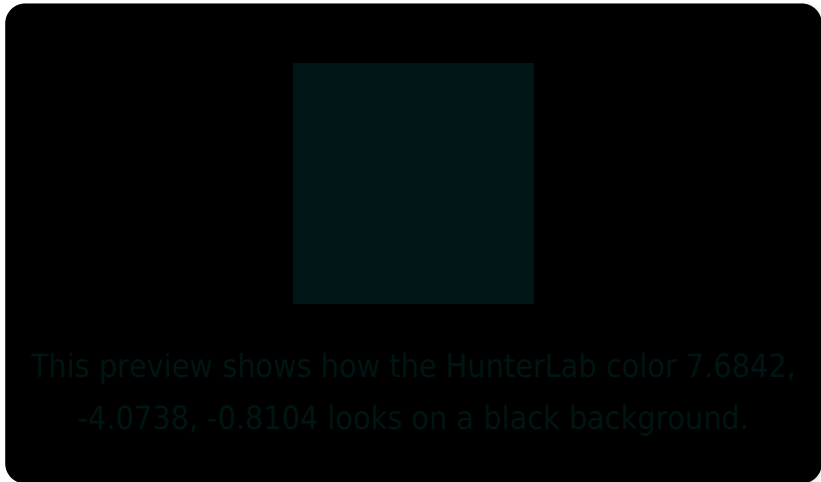 This preview shows how the HunterLab color 7.6842,
-4.0738, -0.8104 looks on a black background.